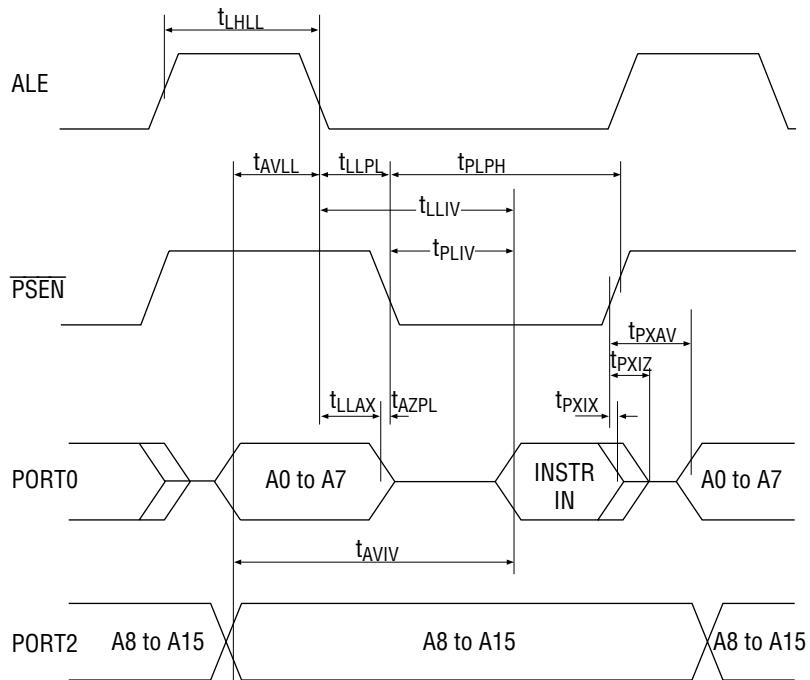 tLHLL
ALE
tAVLL tLLPL tPLPH
tLLIV
tPLIV
PSEN
tPXAV
tPXIZ
tLLAX tAZPL tPXIX
PORT0 A0 to A7 INSTR IN A0 to A7
tAVIV
PORT2 A8 to A15 A8 to A15 A8 to A15